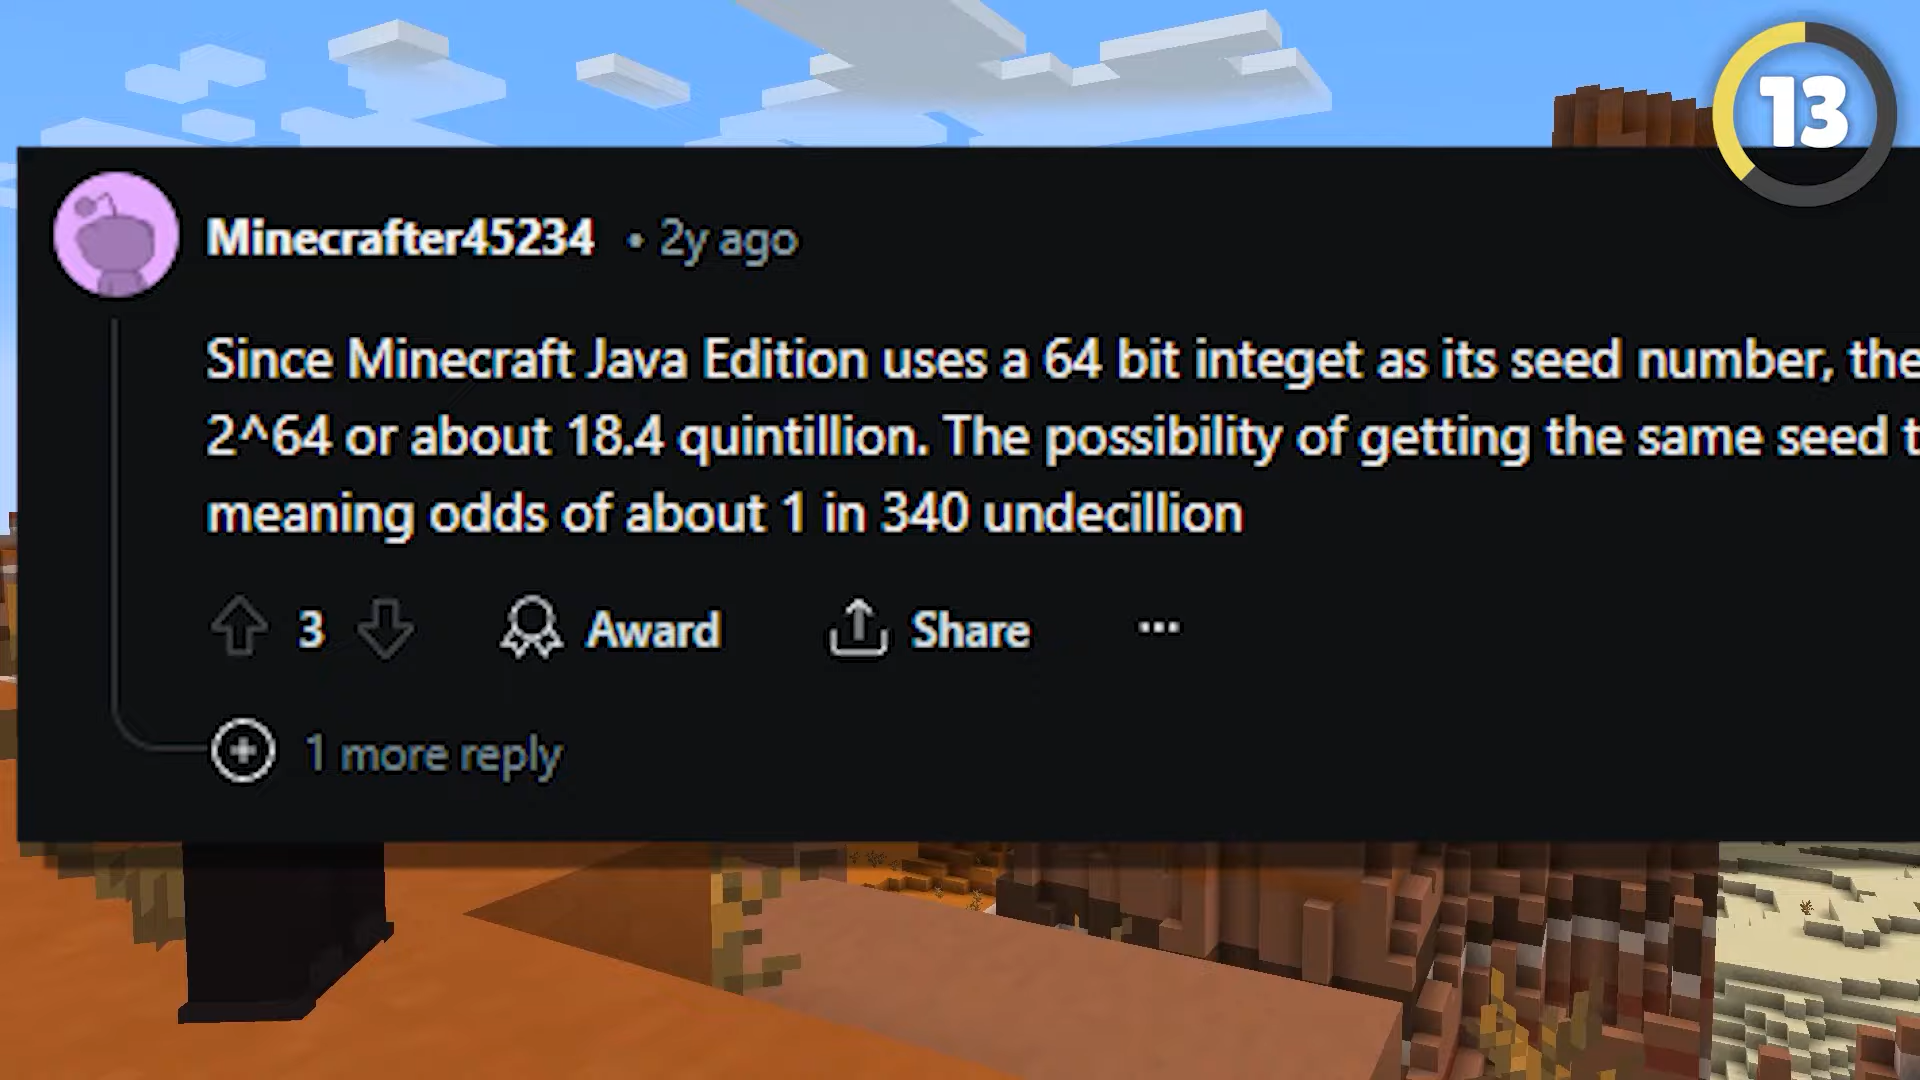 13
Minecrafter45234 • 2y ago
Since Minecraft Java Edition uses a 64 bit integet as its seed number, the
2^64 or about 18.4 quintillion. The possibility of getting the same seed t
meaning odds of about 1 in 340 undecillion
3 Award Share ...
1 more reply